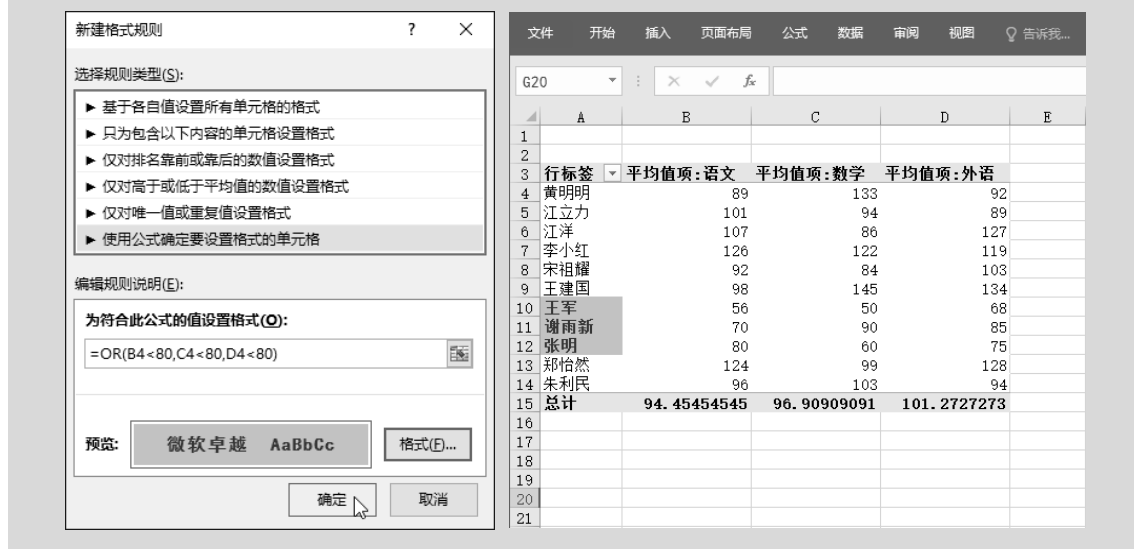 新建格式规则 ? ×
选择规则类型(S):
► 基于各自值设置所有单元格的格式
► 只为包含以下内容的单元格设置格式
► 仅对排名靠前或靠后的数值设置格式
► 仅对高于或低于平均值的数值设置格式
► 仅对唯一值或重复值设置格式
► 使用公式确定要设置格式的单元格
编辑规则说明(E):
为符合此公式的值设置格式(O):
=OR(B4<80,C4<80,D4<80)
预览: 微软卓越 AaBbCc 格式(F)...
确定 取消
文件 开始 插入 页面布局 公式 数据 审阅 视图 告诉我...
G20 fx
A B C D E
1
2
3 行标签 平均值项:语文 平均值项:数学 平均值项:外语
4 黄明明 89 133 92
5 江立力 101 94 89
6 江洋 107 86 127
7 李小红 126 122 119
8 宋祖耀 92 84 103
9 王建国 98 145 134
10 王军 56 50 68
11 谢雨新 70 90 85
12 张明 80 60 75
13 郑怡然 124 99 128
14 朱利民 96 103 94
15 总计 94.45454545 96.90909091 101.2727273
16
17
18
19
20
21